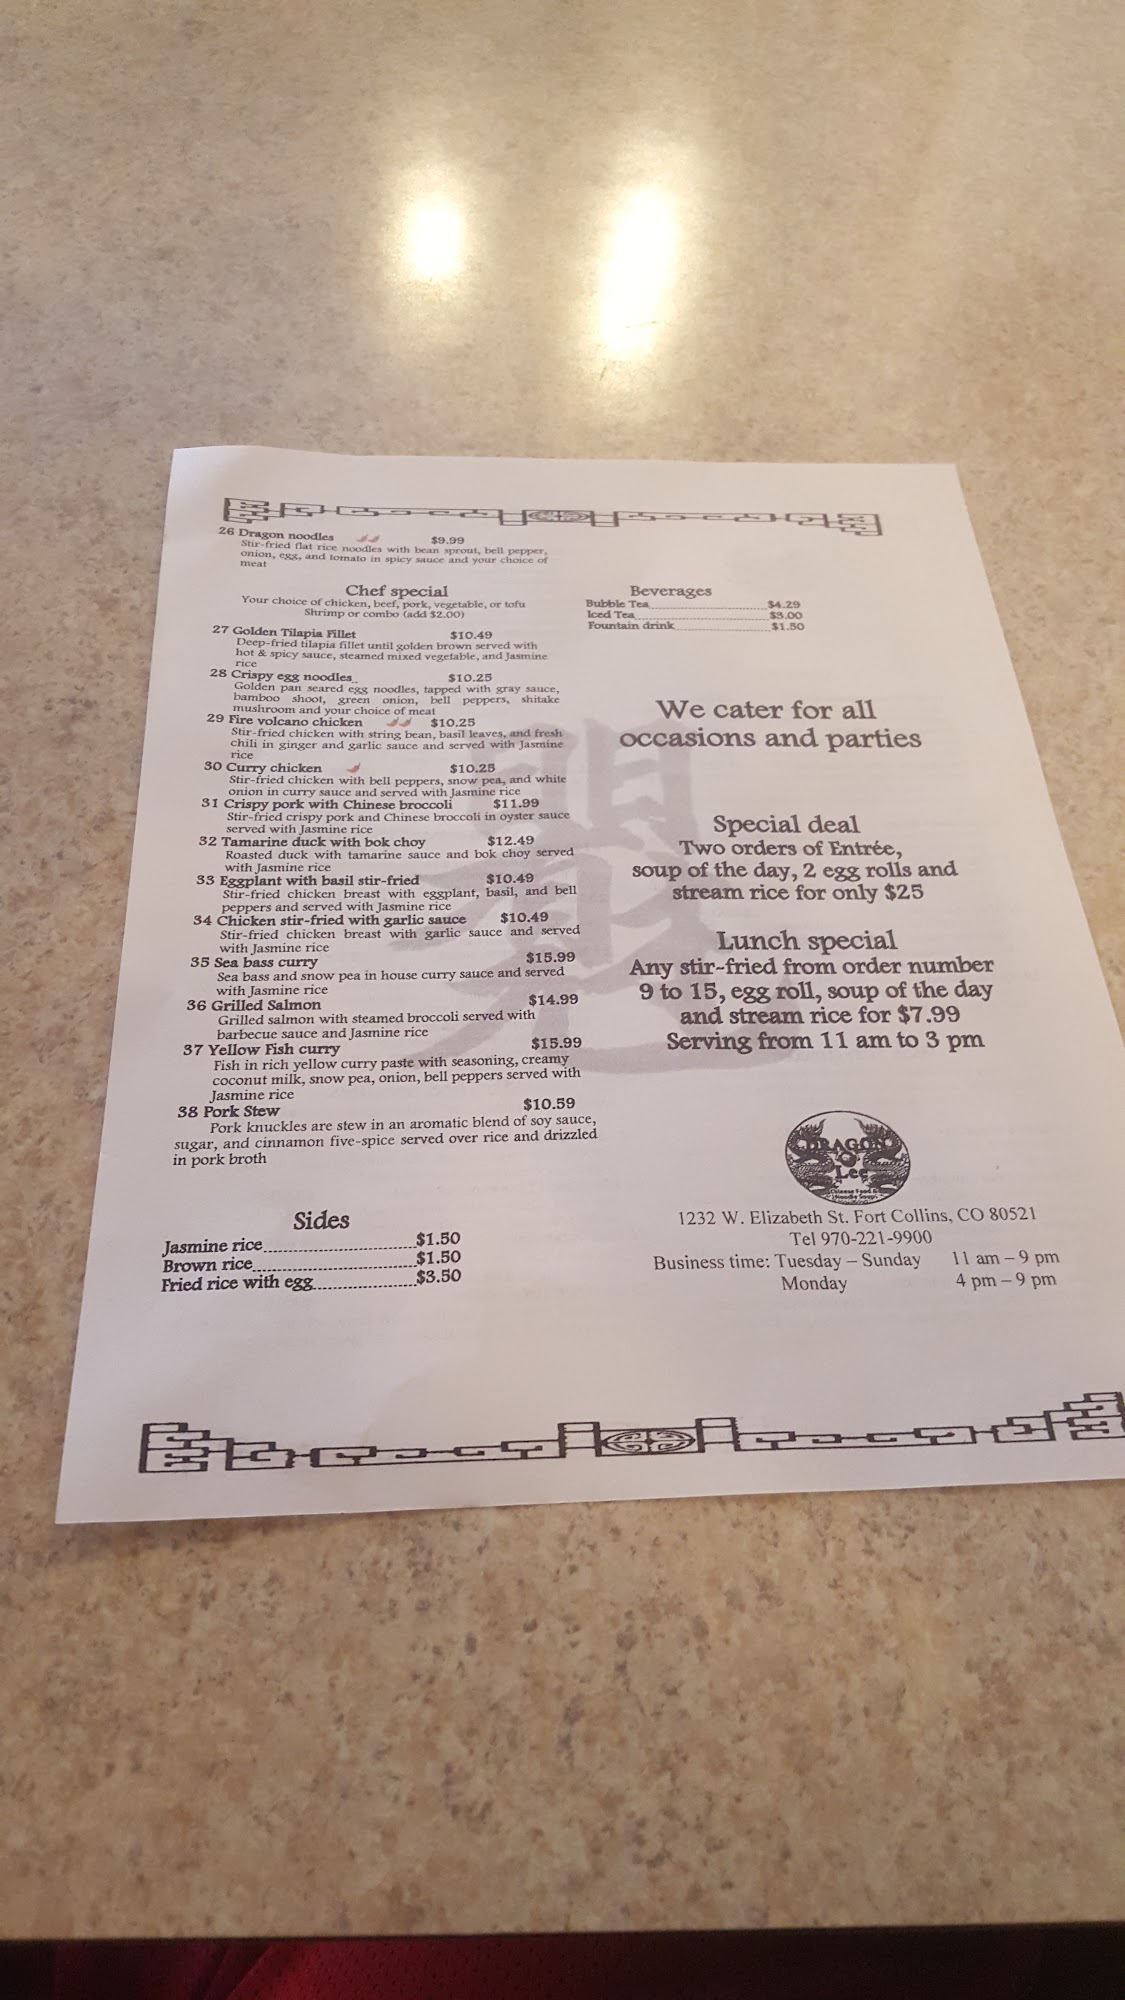 26 Dragon noodles $9.99
Stir-fried flat rice noodles with bean sprout, bell pepper,
onion, egg, and tomato in spicy sauce and your choice of
meat
Chef special
Your choice of chicken, beef, pork, vegetable, or tofu
Shrimp or combo (add $2.00)
27 Golden Tilapia Fillet $10.49
Deep-fried tilapia fillet until golden brown served with
hot & spicy sauce, steamed mixed vegetable, and Jasmine
rice
28 Crispy egg noodles $10.25
Golden pan seared egg noodles, tapped with gray sauce,
bamboo shoot, green onion, bell peppers, shitake
mushroom and your choice of meat
29 Fire volcano chicken $10.25
Stir-fried chicken with string bean, basil leaves, and fresh
chili in ginger and garlic sauce and served with Jasmine
rice
30 Curry chicken $10.25
Stir-fried chicken with bell peppers, snow pea, and white
onion in curry sauce and served with Jasmine rice
31 Crispy pork with Chinese broccoli $11.99
Stir-fried crispy pork and Chinese broccoli in oyster sauce
served with Jasmine rice
32 Tamarine duck with bok choy $12.49
Roasted duck with tamarine sauce and bok choy served
with Jasmine rice
33 Eggplant with basil stir-fried $10.49
Stir-fried chicken breast with eggplant, basil, and bell
peppers and served with Jasmine rice
34 Chicken stir-fried with garlic sauce $10.49
Stir-fried chicken breast with garlic sauce and served
with Jasmine rice
35 Sea bass curry $15.99
Sea bass and snow pea in house curry sauce and served
with Jasmine rice
36 Grilled Salmon $14.99
Grilled salmon with steamed broccoli served with
barbecue sauce and Jasmine rice
37 Yellow Fish curry $15.99
Fish in rich yellow curry paste with seasoning, creamy
coconut milk, snow pea, onion, bell peppers served with
Jasmine rice
38 Pork Stew $10.59
Pork knuckles are stew in an aromatic blend of soy sauce,
sugar, and cinnamon five-spice served over rice and drizzled
in pork broth
Sides
Jasmine rice $1.50
Brown rice $1.50
Fried rice with egg $3.50
Beverages
Bubble Tea $4.29
Iced Tea $3.00
Fountain drink $1.50
We cater for all
occasions and parties
Special deal
Two orders of Entrée,
soup of the day, 2 egg rolls and
stream rice for only $25
Lunch special
Any stir-fried from order number
9 to 15, egg roll, soup of the day
and stream rice for $7.99
Serving from 11 am to 3 pm
DRAGON
Lee
Chinese Food &
Noodle Soups
1232 W. Elizabeth St. Fort Collins, CO 80521
Tel 970-221-9900
Business time: Tuesday – Sunday 11 am – 9 pm
Monday 4 pm – 9 pm